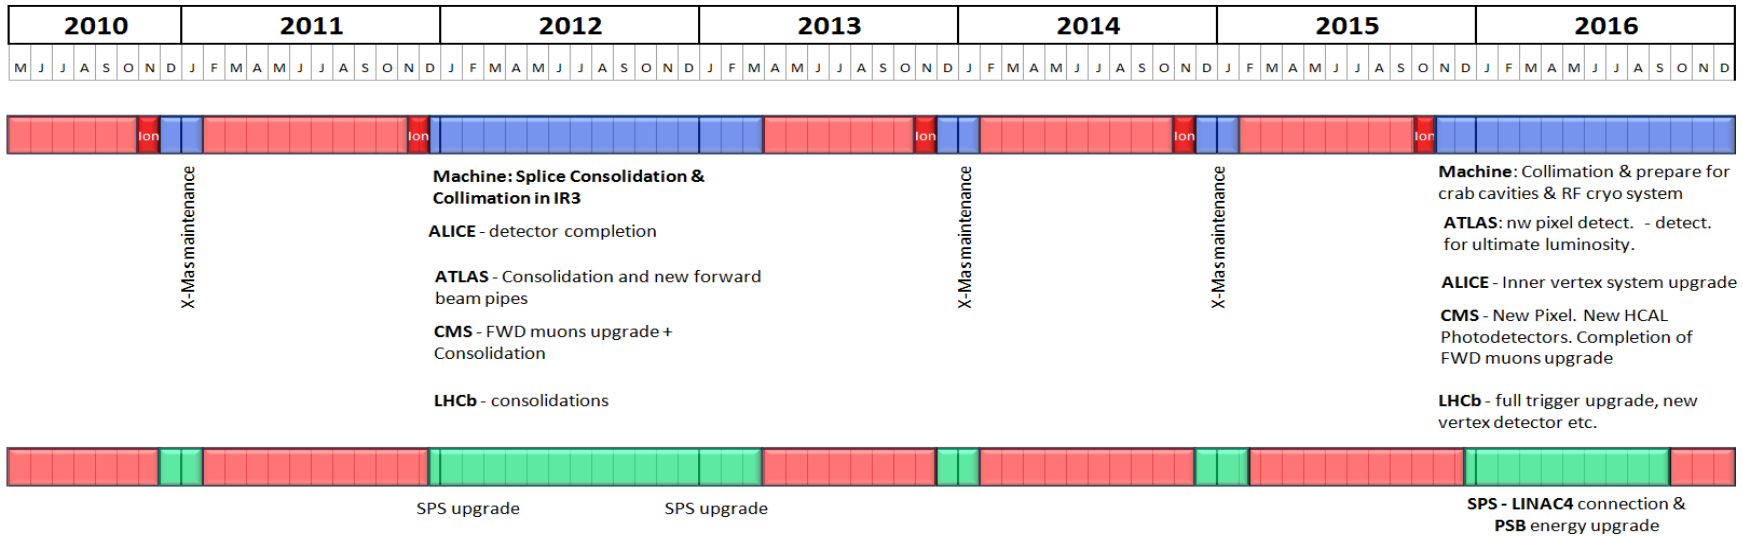 2010 2011 2012 2013 2014 2015 2016
M J J A S O N D J F M A M J J A S O N D J F M A M J J A S O N D J F M A M J J A S O N D J F M A M J J A S O N D J F M A M J J A S O N D J F M A M J J A S O N D
Ion Ion Ion Ion Ion
X-Mas maintenance
Machine: Splice Consolidation &
Collimation in IR3
ALICE - detector completion
ATLAS - Consolidation and new forward
beam pipes
CMS - FWD muons upgrade +
Consolidation
LHCb - consolidations
X-Mas maintenance
X-Mas maintenance
Machine: Collimation & prepare for
crab cavities & RF cryo system
ATLAS: nw pixel detect. - detect.
for ultimate luminosity.
ALICE - Inner vertex system upgrade
CMS - New Pixel. New HCAL
Photodetectors. Completion of
FWD muons upgrade
LHCb - full trigger upgrade, new
vertex detector etc.
SPS upgrade
SPS upgrade
SPS - LINAC4 connection &
PSB energy upgrade